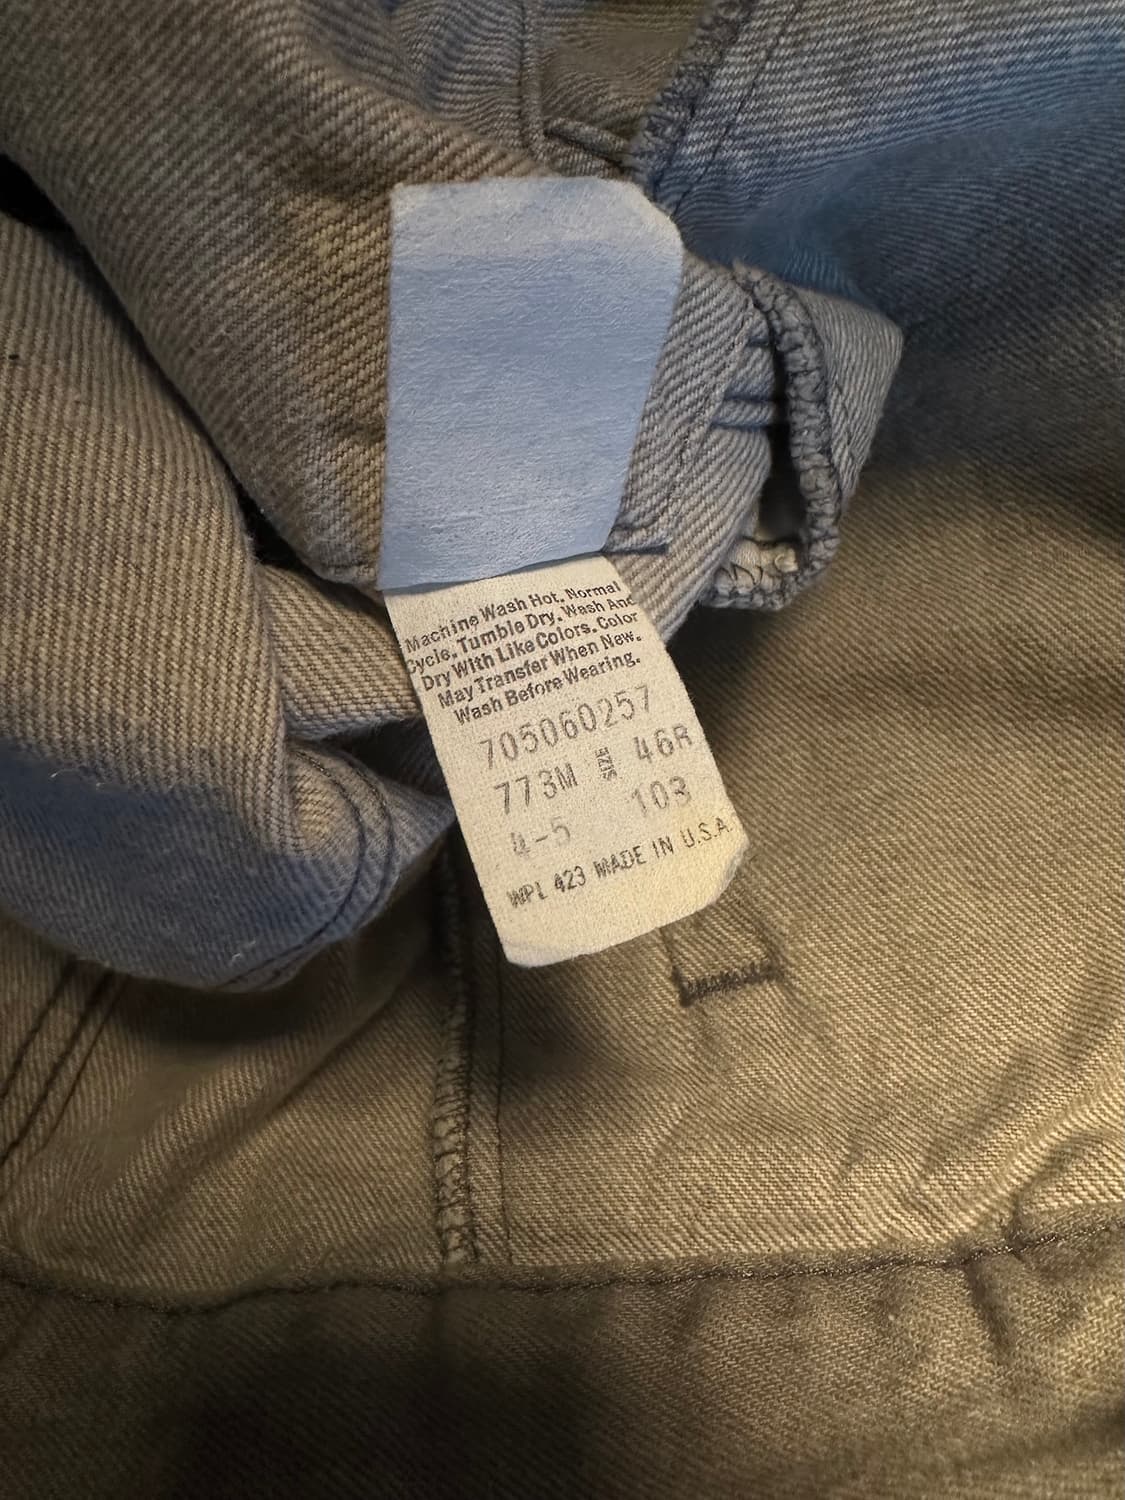 Machine Wash Hot. Normal
Cycle. Tumble Dry. Wash And
Dry With Like Colors. Color
May Transfer When New.
Wash Before Wearing.
705060257
773M SIZE 46R
4-5 103
WPL 423 MADE IN U.S.A.